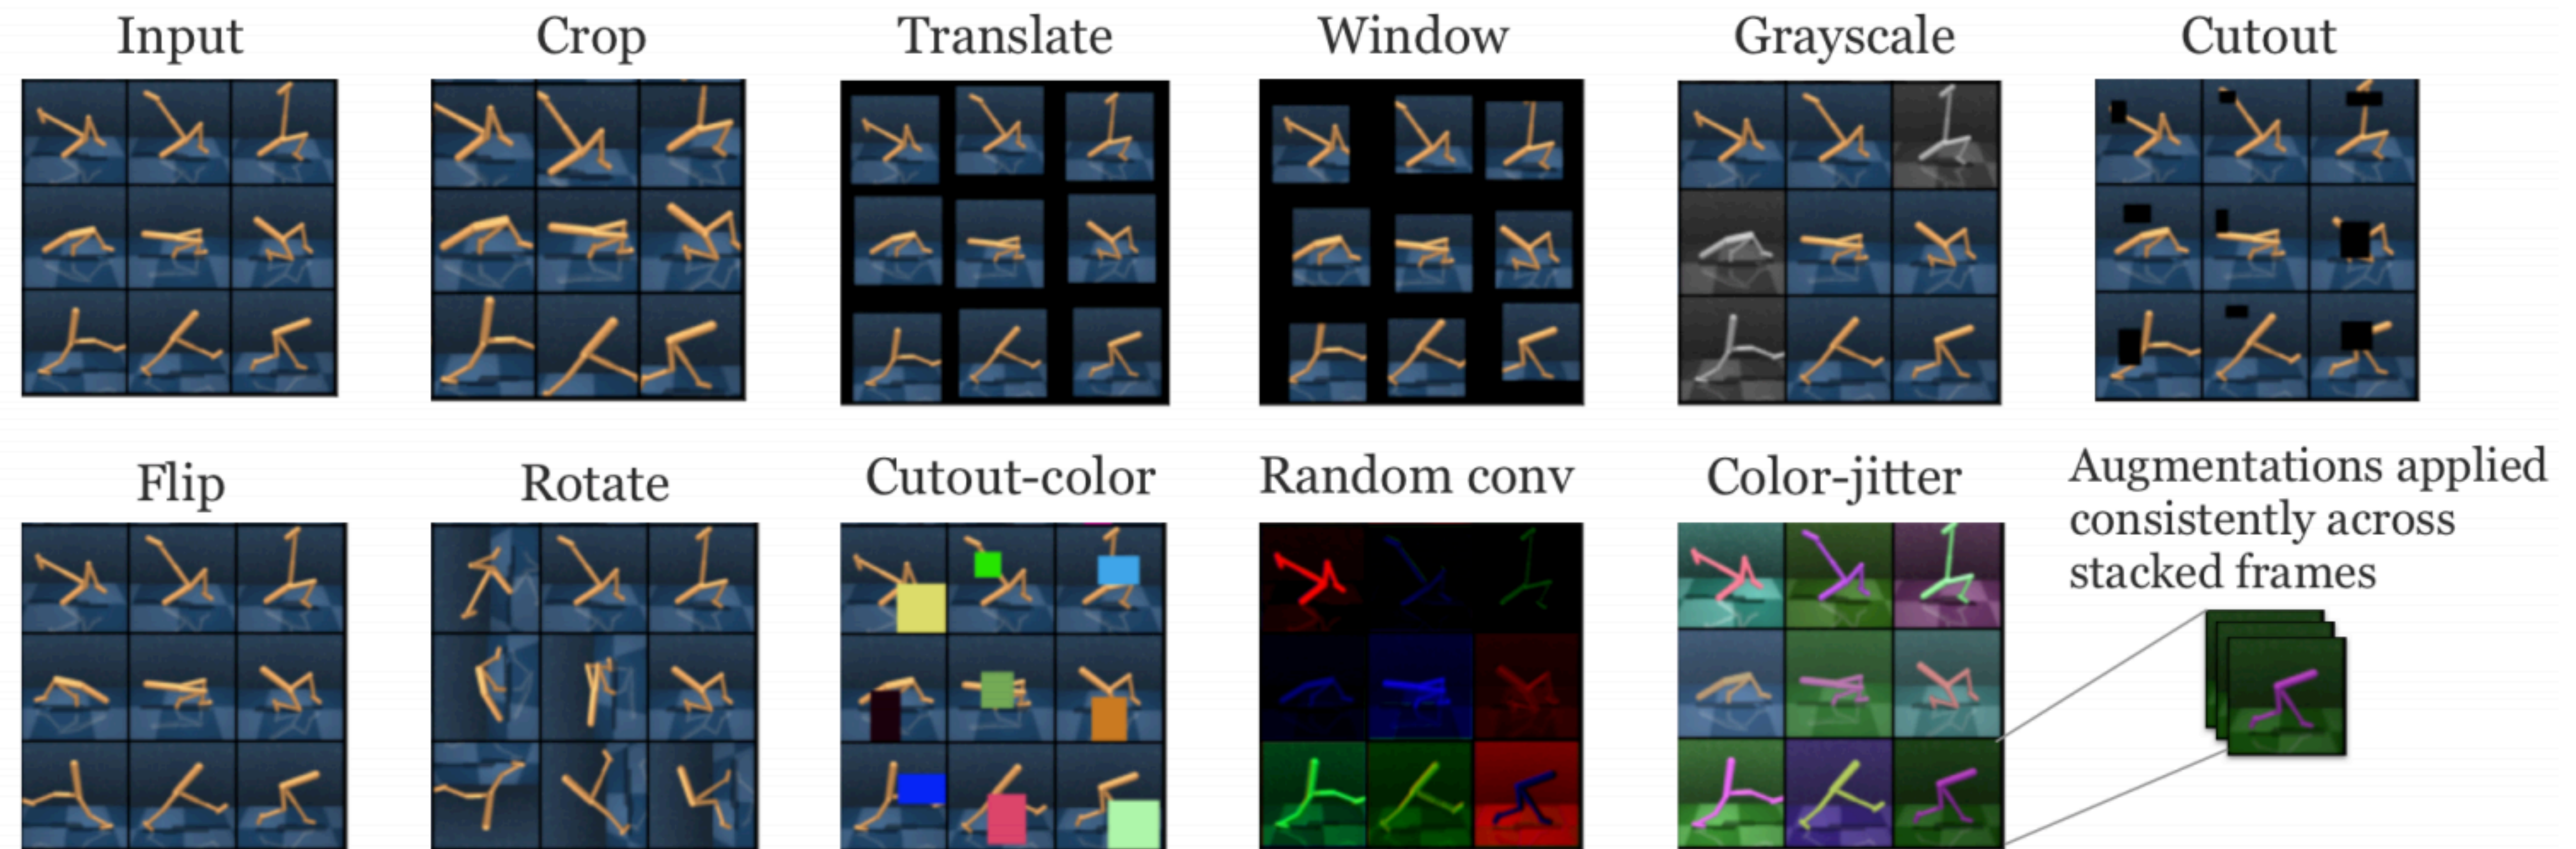 Input
Crop
Translate
Window
Grayscale
Cutout
Flip
Rotate
Cutout-color
Random conv
Color-jitter
Augmentations applied
consistently across
stacked frames